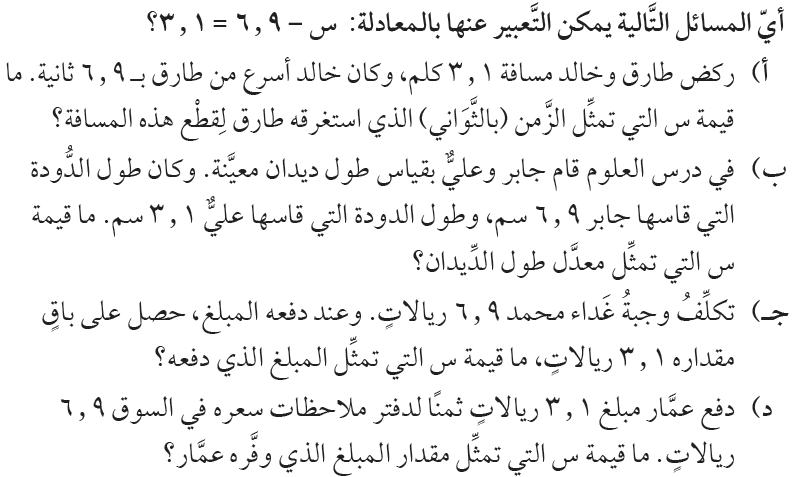 أيّ المسائل التَّالية يمكن التَّعبير عنها بالمعادلة: س – ٦,٩ = ٣,١؟
أ) ركض طارق وخالد مسافة ٣,١ كلم، وكان خالد أسرع من طارق بـ ٦,٩ ثانية. ما
قيمة س التي تمثِّل الزَّمن (بالثَّوَاني) الذي استغرقه طارق لِقطْع هذه المسافة؟
ب) في درس العلوم قام جابر وعليٌّ بقياس طول ديدان معيَّنة. وكان طول الدُّودة
التي قاسها جابر ٦,٩ سم، وطول الدودة التي قاسها عليٌّ ٣,١ سم. ما قيمة
س التي تمثِّل معدَّل طول الدِّيدان؟
جـ) تكلِّفُ وجبةُ غَداء محمد ٦,٩ ريالاتٍ. وعند دفعه المبلغ، حصل على باقٍ
مقداره ٣,١ ريالاتٍ، ما قيمة س التي تمثِّل المبلغ الذي دفعه؟
د) دفع عمَّار مبلغ ٣,١ ريالاتٍ ثمنًا لدفتر ملاحظات سعره في السوق ٦,٩
ريالاتٍ. ما قيمة س التي تمثِّل مقدار المبلغ الذي وفَّره عمَّار؟